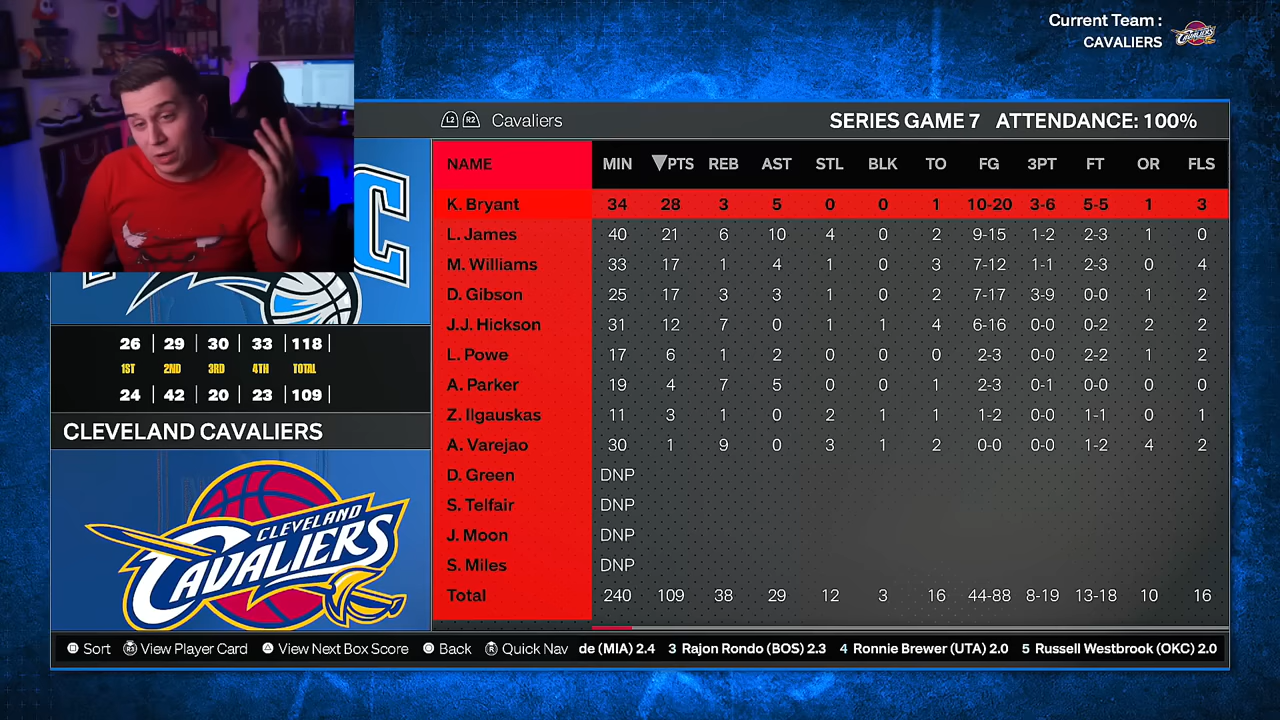 Current Team :
CAVALIERS
L2 R2 Cavaliers SERIES GAME 7 ATTENDANCE: 100%
NAME MIN PTS REB AST STL BLK TO FG 3PT FT OR FLS
K. Bryant 34 28 3 5 0 0 1 10-20 3-6 5-5 1 3
L. James 40 21 6 10 4 0 2 9-15 1-2 2-3 1 0
M. Williams 33 17 1 4 1 0 3 7-12 1-1 2-3 0 4
D. Gibson 25 17 3 3 1 0 2 7-17 3-9 0-0 1 2
J.J. Hickson 31 12 7 0 1 1 4 6-16 0-0 0-2 2 2
L. Powe 17 6 1 2 0 0 0 2-3 0-0 2-2 1 2
A. Parker 19 4 7 5 0 0 1 2-3 0-1 0-0 0 0
Z. Ilgauskas 11 3 1 0 2 1 1 1-2 0-0 1-1 0 1
A. Varejao 30 1 9 0 3 1 2 0-0 0-0 1-2 4 2
D. Green DNP
S. Telfair DNP
J. Moon DNP
S. Miles DNP
Total 240 109 38 29 12 3 16 44-88 8-19 13-18 10 16
C
26 29 30 33 118
1ST 2ND 3RD 4TH TOTAL
24 42 20 23 109
CLEVELAND CAVALIERS
CLEVELAND
CAVALIERS
Sort R3 View Player Card View Next Box Score Back R Quick Nav de (MIA) 2.4 3 Rajon Rondo (BOS) 2.3 4 Ronnie Brewer (UTA) 2.0 5 Russell Westbrook (OKC) 2.0